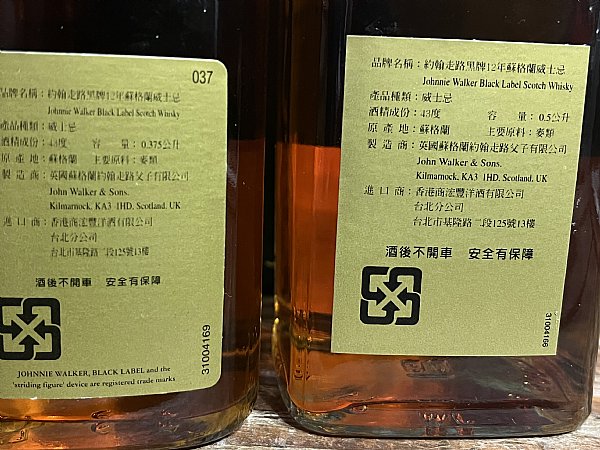 037
品牌名稱：約翰走路黑牌12年蘇格蘭威士忌
Johnnie Walker Black Label Scotch Whisky
產品種類：威士忌
酒精成份：43度 容量：0.375公升
原產地：蘇格蘭 主要原料：麥類
製造商：英國蘇格蘭約翰走路父子有限公司
John Walker & Sons.
Kilmarnock, KA3 1HD, Scotland, UK
進口商：香港商浤豐洋酒有限公司
台北分公司
台北市基隆路二段125號13樓
酒後不開車 安全有保障
31004169
JOHNNIE WALKER, BLACK LABEL and the
'striding figure' device are registered trade marks
品牌名稱：約翰走路黑牌12年蘇格蘭威士忌
Johnnie Walker Black Label Scotch Whisky
產品種類：威士忌
酒精成份：43度 容量：0.5公升
原產地：蘇格蘭 主要原料：麥類
製造商：英國蘇格蘭約翰走路父子有限公司
John Walker & Sons.
Kilmarnock, KA3 1HD, Scotland, UK
進口商：香港商浤豐洋酒有限公司
台北分公司
台北市基隆路二段125號13樓
酒後不開車 安全有保障
31004169